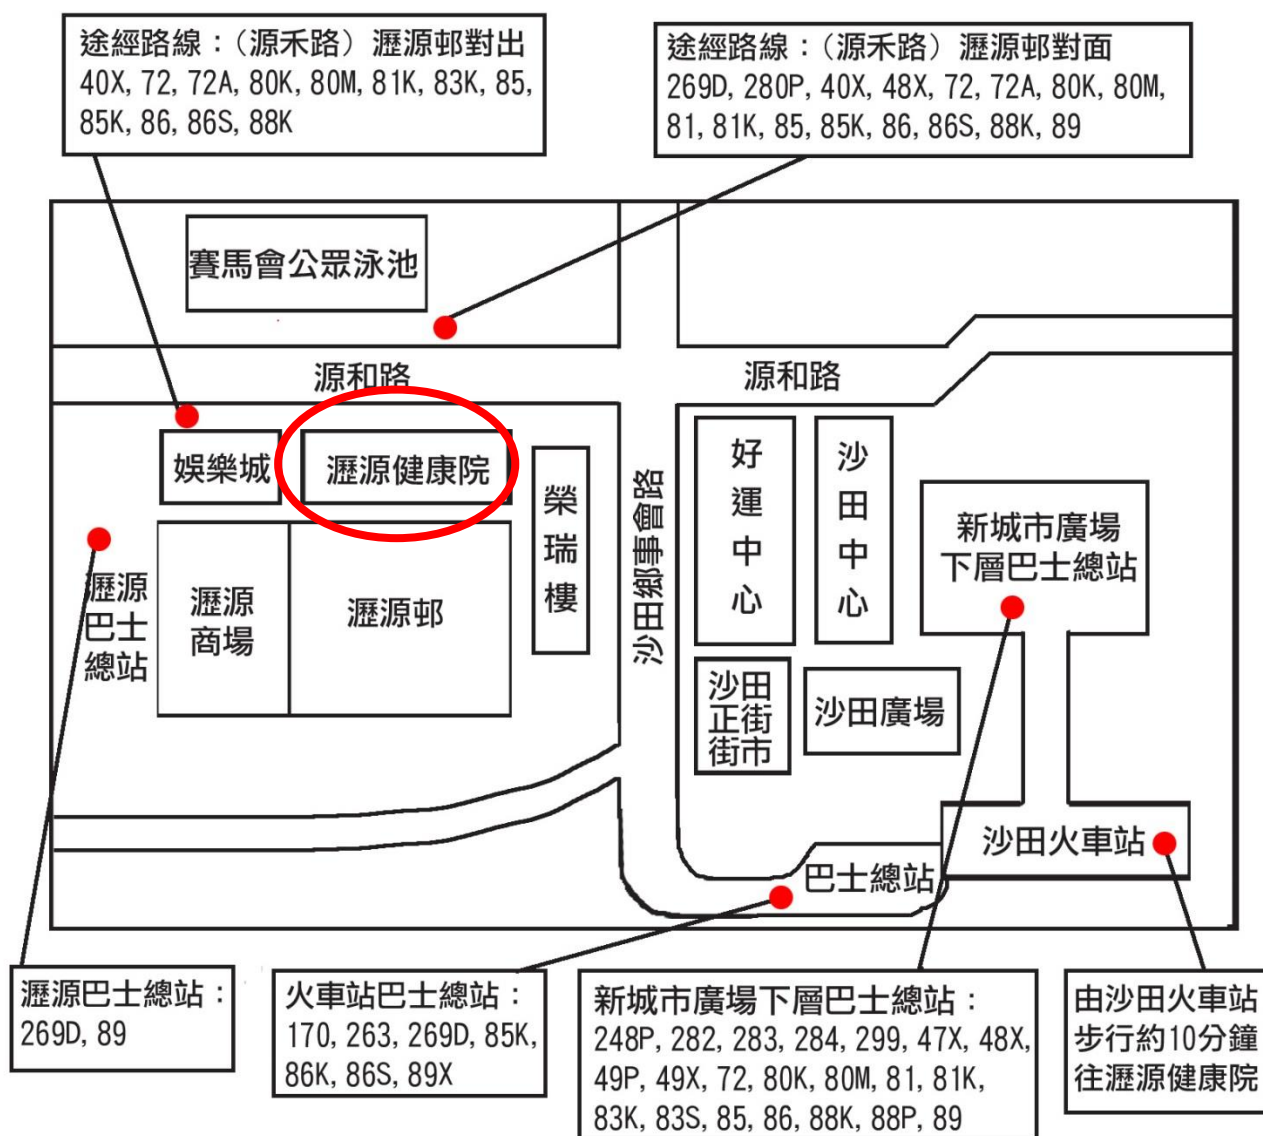 途經路線：（源禾路）瀝源邨對出
40X, 72, 72A, 80K, 80M, 81K, 83K, 85,
85K, 86, 86S, 88K
途經路線：（源禾路）瀝源邨對面
269D, 280P, 40X, 48X, 72, 72A, 80K, 80M,
81, 81K, 85, 85K, 86, 86S, 88K, 89
賽馬會公眾泳池
源和路
源和路
娛樂城
瀝源健康院
榮瑞樓
沙田鄉事會路
好運中心
沙田中心
新城市廣場
下層巴士總站
瀝源
巴士
總站
瀝源
商場
瀝源邨
沙田
正街
街市
沙田廣場
沙田火車站
巴士總站
瀝源巴士總站：
269D, 89
火車站巴士總站：
170, 263, 269D, 85K,
86K, 86S, 89X
新城市廣場下層巴士總站：
248P, 282, 283, 284, 299, 47X, 48X,
49P, 49X, 72, 80K, 80M, 81, 81K,
83K, 83S, 85, 86, 88K, 88P, 89
由沙田火車站
步行約10分鐘
往瀝源健康院